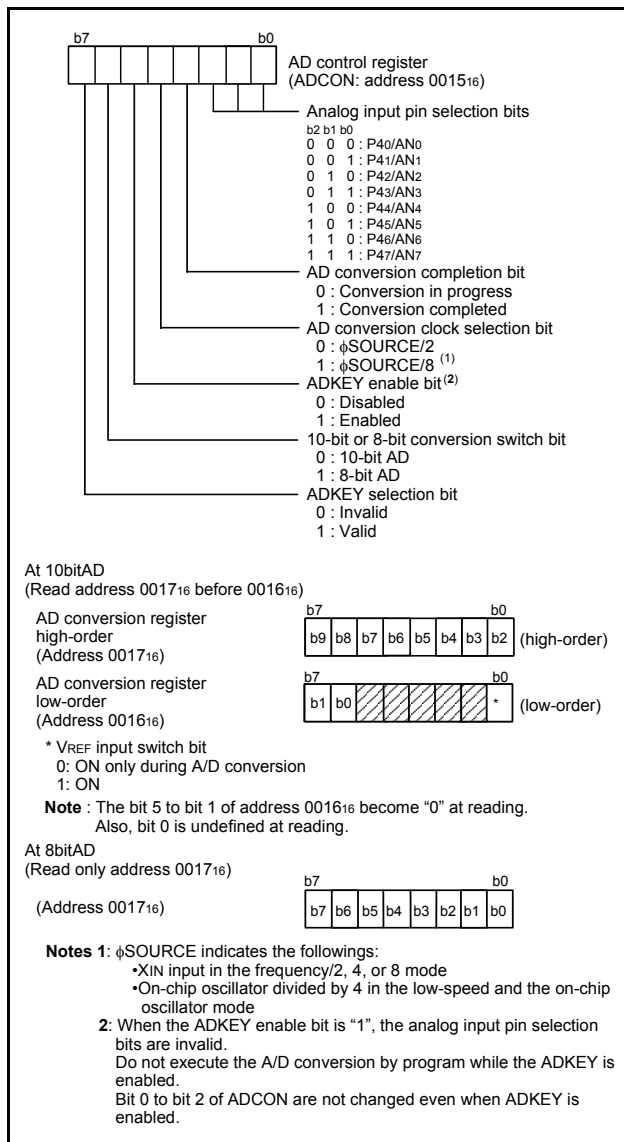 b7 b0
AD control register
(ADCON: address 001516)
Analog input pin selection bits
b2 b1 b0
0 0 0 : P40/AN0
0 0 1 : P41/AN1
0 1 0 : P42/AN2
0 1 1 : P43/AN3
1 0 0 : P44/AN4
1 0 1 : P45/AN5
1 1 0 : P46/AN6
1 1 1 : P47/AN7
AD conversion completion bit
0 : Conversion in progress
1 : Conversion completed
AD conversion clock selection bit
0 : ϕSOURCE/2
1 : ϕSOURCE/8 (1)
ADKEY enable bit(2)
0 : Disabled
1 : Enabled
10-bit or 8-bit conversion switch bit
0 : 10-bit AD
1 : 8-bit AD
ADKEY selection bit
0 : Invalid
1 : Valid
At 10bitAD
(Read address 001716 before 001616)
AD conversion register
high-order
(Address 001716)
b7 b0
b9 b8 b7 b6 b5 b4 b3 b2 (high-order)
AD conversion register
low-order
(Address 001616)
b7 b0
b1 b0 * (low-order)
* VREF input switch bit
0: ON only during A/D conversion
1: ON
Note : The bit 5 to bit 1 of address 001616 become “0” at reading.
Also, bit 0 is undefined at reading.
At 8bitAD
(Read only address 001716)
b7 b0
(Address 001716) b7 b6 b5 b4 b3 b2 b1 b0
Notes 1: ϕSOURCE indicates the followings:
•XIN input in the frequency/2, 4, or 8 mode
•On-chip oscillator divided by 4 in the low-speed and the on-chip
oscillator mode
2: When the ADKEY enable bit is “1”, the analog input pin selection
bits are invalid.
Do not execute the A/D conversion by program while the ADKEY is
enabled.
Bit 0 to bit 2 of ADCON are not changed even when ADKEY is
enabled.